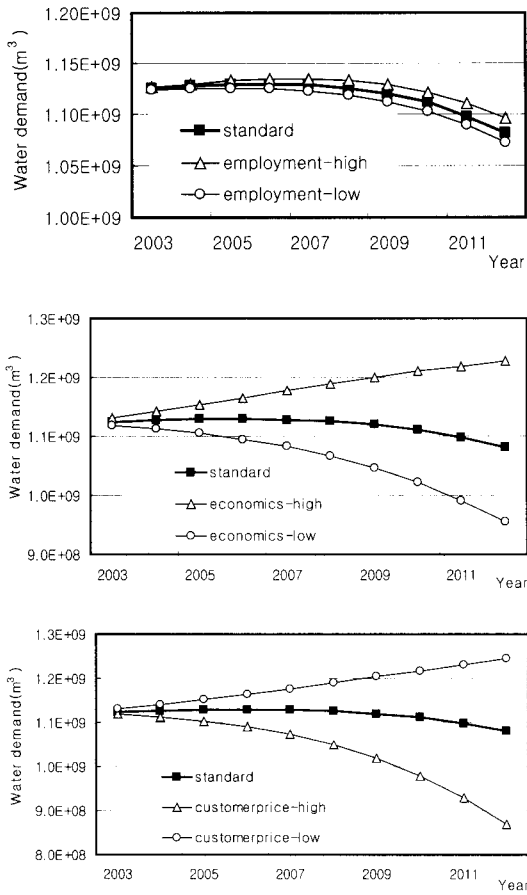 1.20E+09
1.15E+09
1.10E+09
1.05E+09
1.00E+09
Water demand(m³)
standard
employment-high
employment-low
2003 2005 2007 2009 2011
Year
1.3E+09
1.2E+09
1.1E+09
1.0E+09
9.0E+08
Water demand(m³)
standard
economics-high
economics-low
2003 2005 2007 2009 2011
Year
1.3E+09
1.2E+09
1.1E+09
1.0E+09
9.0E+08
8.0E+08
Water demand(m³)
standard
customerprice-high
customerprice-low
2003 2005 2007 2009 2011
Year